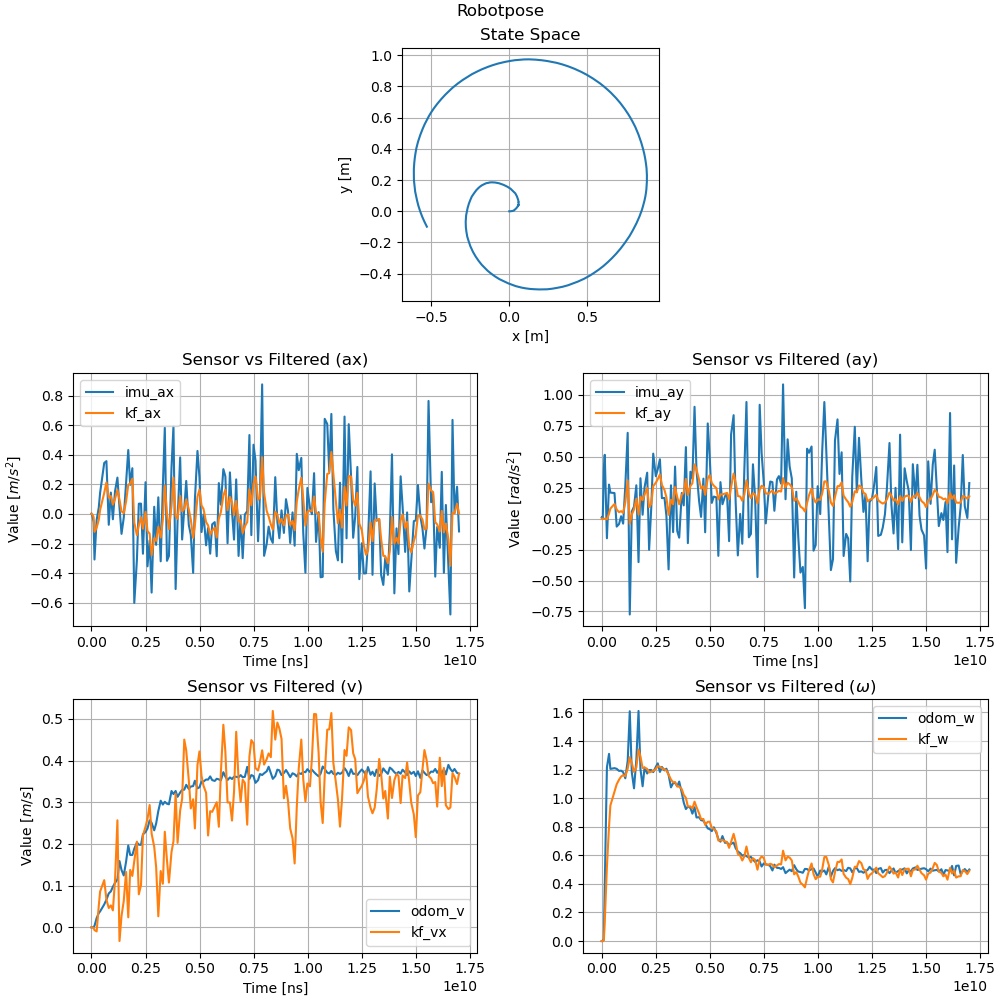 Robotpose
State Space
1.0
0.8
0.6
0.4
0.2
0.0
−0.2
−0.4
y [m]
−0.5 0.0 0.5
x [m]
Sensor vs Filtered (ax)
imu_ax
kf_ax
0.8
0.6
0.4
0.2
0.0
−0.2
−0.4
−0.6
Value [m/s²]
0.00 0.25 0.50 0.75 1.00 1.25 1.50 1.75
1e10
Time [ns]
Sensor vs Filtered (ay)
imu_ay
kf_ay
1.00
0.75
0.50
0.25
0.00
−0.25
−0.50
−0.75
Value [rad/s²]
0.00 0.25 0.50 0.75 1.00 1.25 1.50 1.75
1e10
Time [ns]
Sensor vs Filtered (v)
0.5
0.4
0.3
0.2
0.1
0.0
Value [m/s]
odom_v
kf_vx
0.00 0.25 0.50 0.75 1.00 1.25 1.50 1.75
1e10
Time [ns]
Sensor vs Filtered (ω)
odom_w
kf_w
1.6
1.4
1.2
1.0
0.8
0.6
0.4
0.2
0.0
0.00 0.25 0.50 0.75 1.00 1.25 1.50 1.75
1e10